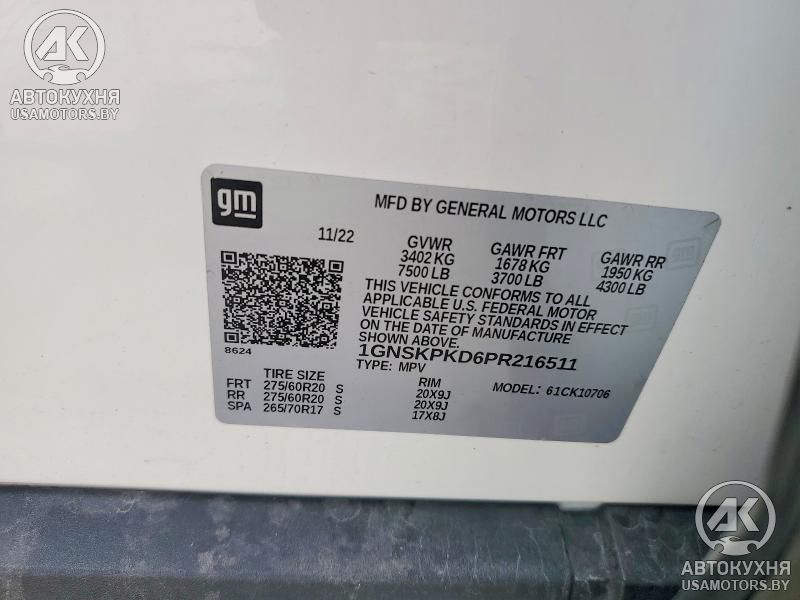 AK
АВТОКУХНЯ
USAMOTORS.BY
gm
MFD BY GENERAL MOTORS LLC
11/22
GVWR
3402 KG
7500 LB
GAWR FRT
1678 KG
3700 LB
GAWR RR
1950 KG
4300 LB
THIS VEHICLE CONFORMS TO ALL
APPLICABLE U.S. FEDERAL MOTOR
VEHICLE SAFETY STANDARDS IN EFFECT
ON THE DATE OF MANUFACTURE
SHOWN ABOVE.
8624
1GNSKPKD6PR216511
TYPE: MPV
TIRE SIZE
RIM
MODEL: 61CK10706
FRT 275/60R20 S 20X9J
RR 275/60R20 S 20X9J
SPA 265/70R17 S 17X8J
AK
АВТОКУХНЯ
USAMOTORS.BY